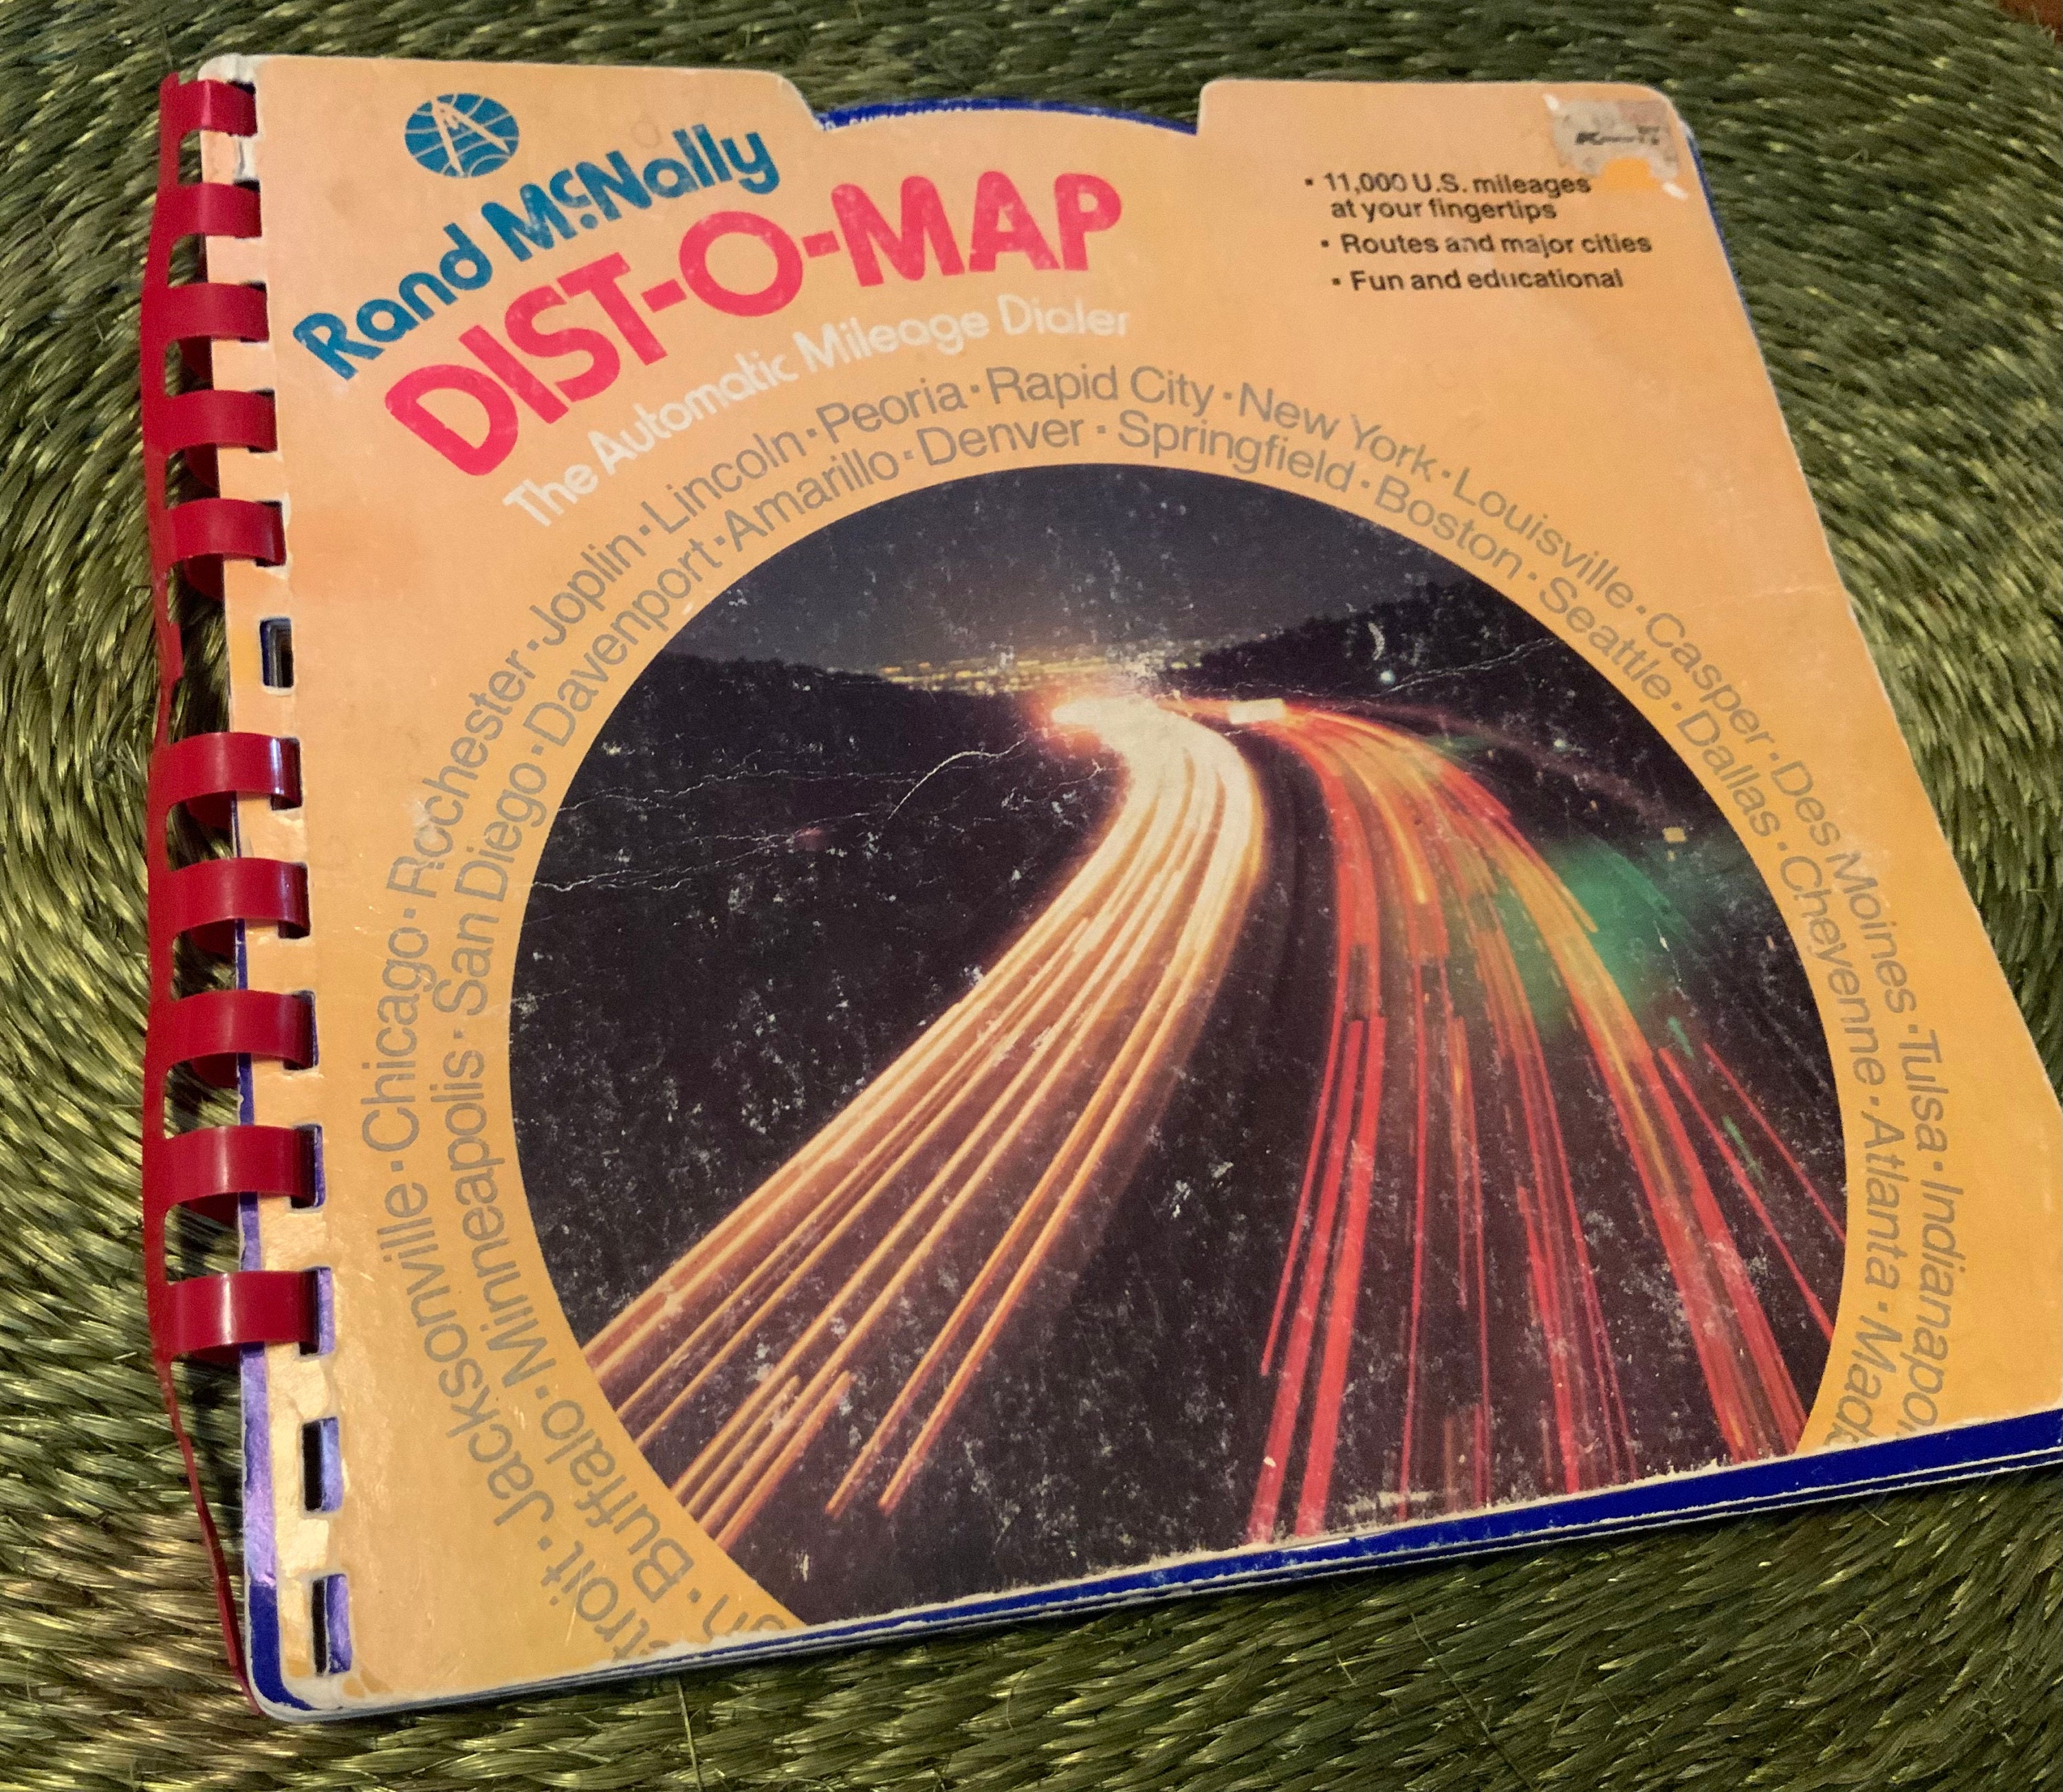 Rand McNally
DIST-O-MAP
The Automatic Mileage Dialer
• 11,000 U.S. mileages
at your fingertips
• Routes and major cities
• Fun and educational
Jacksonville • Chicago • Rochester • Joplin • Lincoln • Peoria • Rapid City • New York • Louisville • Casper • Des Moines • Tulsa • Indianapo
Buffalo • Minneapolis • San Diego • Davenport • Amarillo • Denver • Springfield • Boston • Seattle • Dallas • Cheyenne • Atlanta • Mad